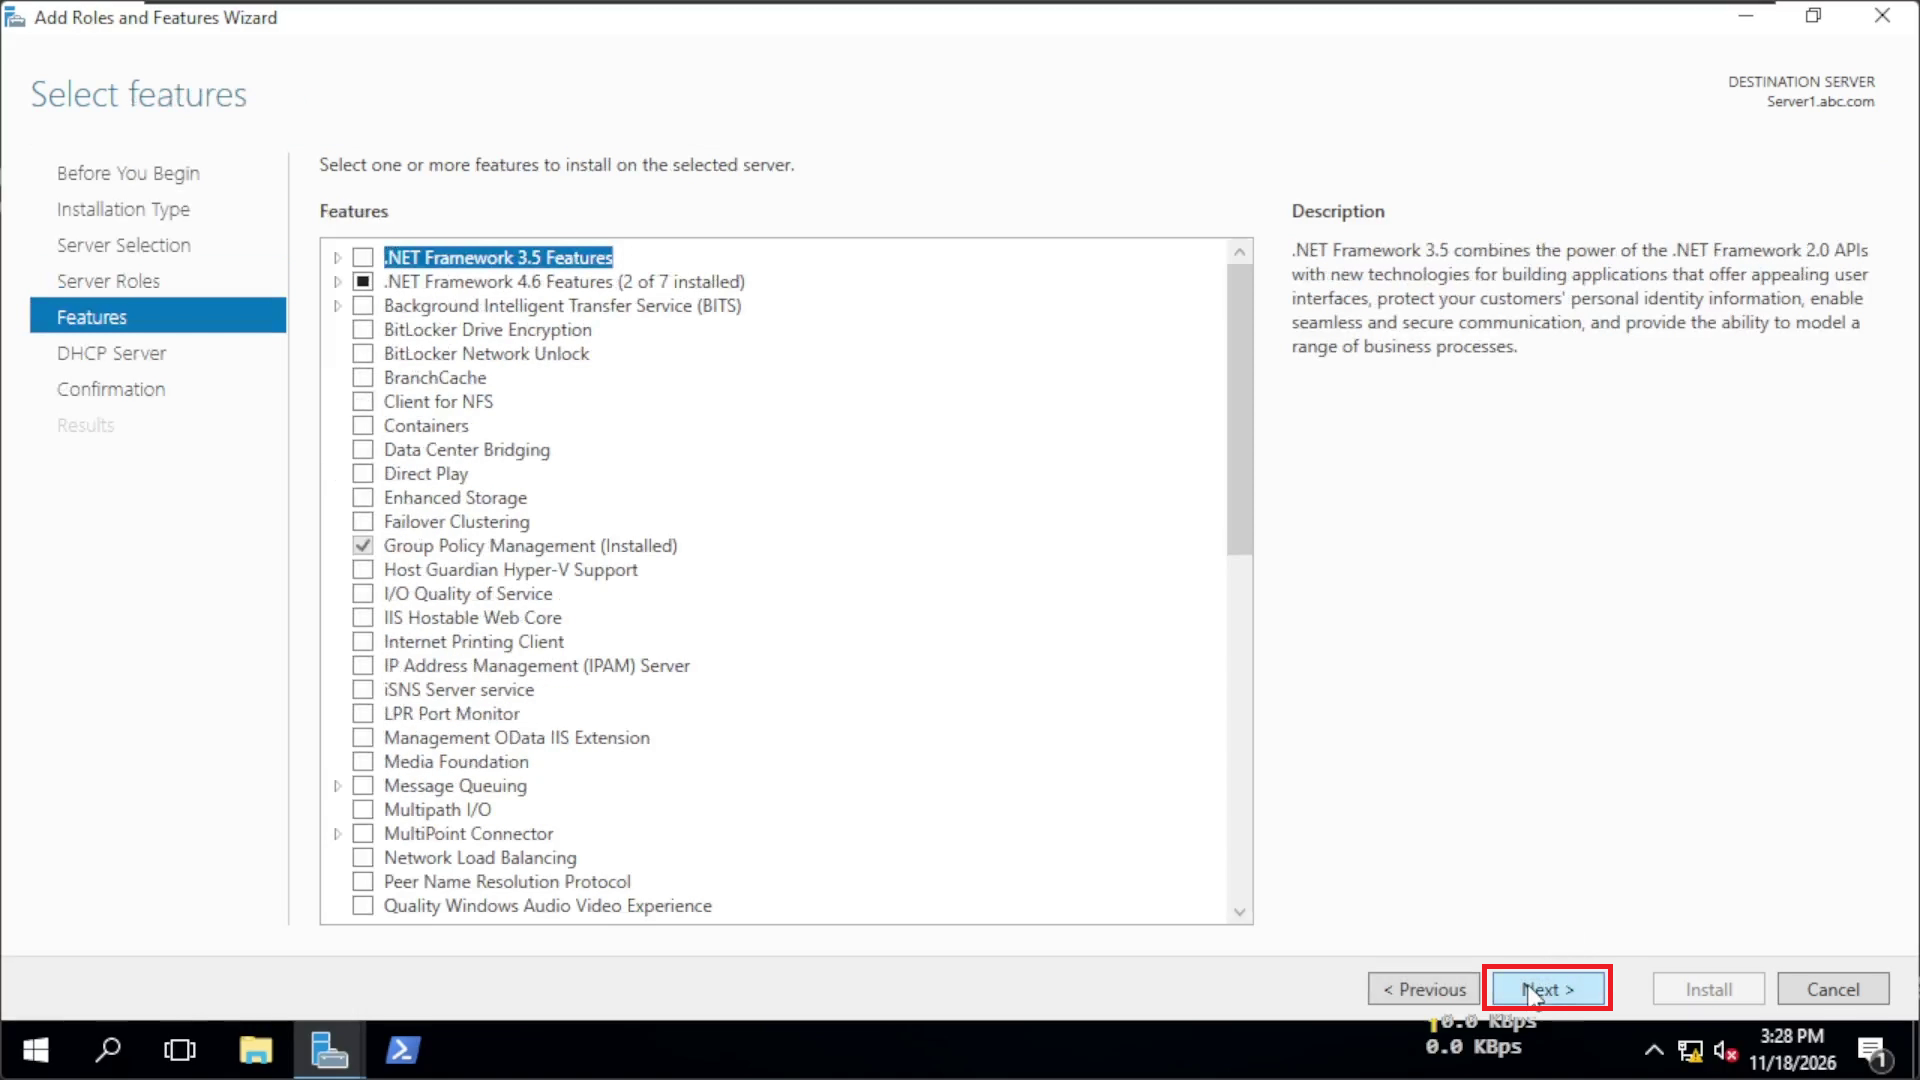 Add Roles and Features Wizard
Select features
DESTINATION SERVER
Server1.abc.com
Before You Begin
Installation Type
Server Selection
Server Roles
Features
DHCP Server
Confirmation
Results
Select one or more features to install on the selected server.
Features
.NET Framework 3.5 Features
.NET Framework 4.6 Features (2 of 7 installed)
Background Intelligent Transfer Service (BITS)
BitLocker Drive Encryption
BitLocker Network Unlock
BranchCache
Client for NFS
Containers
Data Center Bridging
Direct Play
Enhanced Storage
Failover Clustering
Group Policy Management (Installed)
Host Guardian Hyper-V Support
I/O Quality of Service
IIS Hostable Web Core
Internet Printing Client
IP Address Management (IPAM) Server
iSNS Server service
LPR Port Monitor
Management OData IIS Extension
Media Foundation
Message Queuing
Multipath I/O
MultiPoint Connector
Network Load Balancing
Peer Name Resolution Protocol
Quality Windows Audio Video Experience
Description
.NET Framework 3.5 combines the power of the .NET Framework 2.0 APIs
with new technologies for building applications that offer appealing user
interfaces, protect your customers' personal identity information, enable
seamless and secure communication, and provide the ability to model a
range of business processes.
< Previous
Next >
Install
Cancel
0.0 KBps
0.0 KBps
3:28 PM
11/18/2026
1